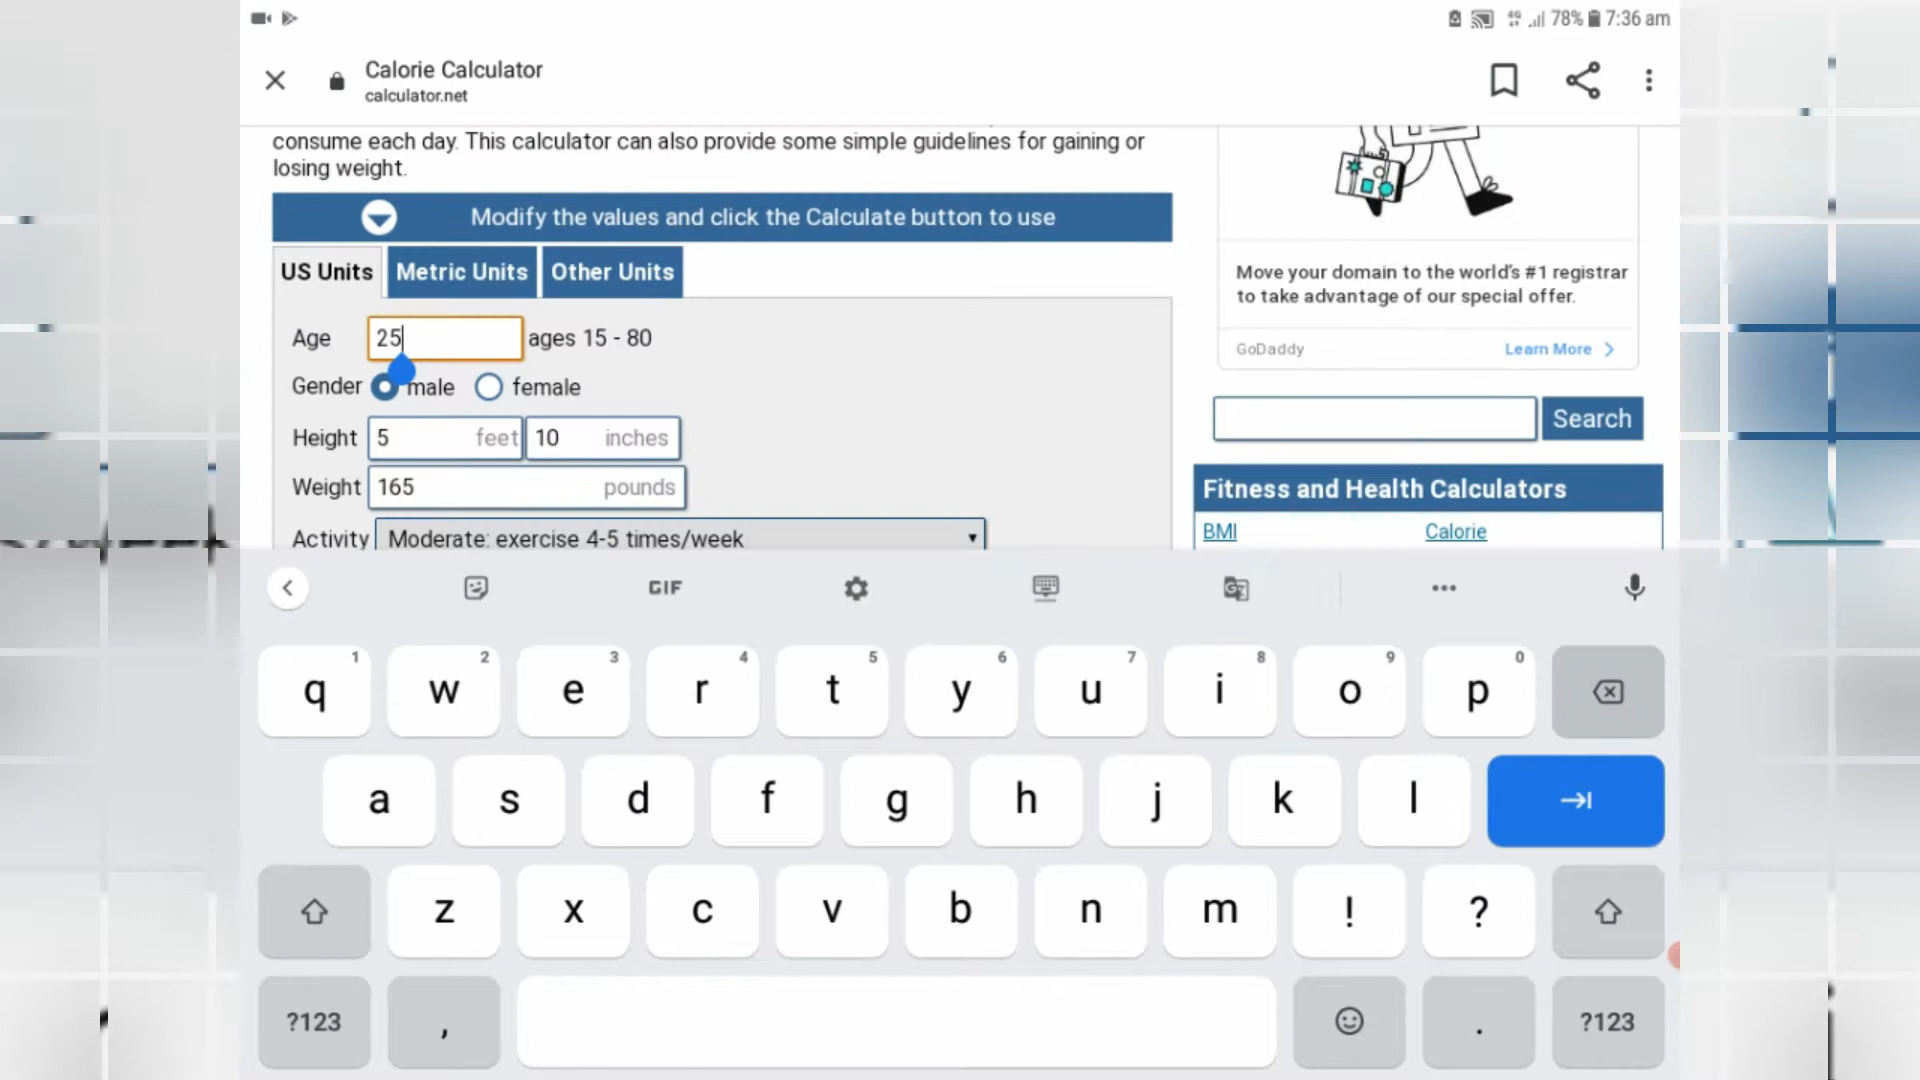 78% 7:36 am
Calorie Calculator
calculator.net
consume each day. This calculator can also provide some simple guidelines for gaining or
losing weight.
Modify the values and click the Calculate button to use
US Units Metric Units Other Units
Age 25 ages 15 - 80
Gender male female
Height 5 feet 10 inches
Weight 165 pounds
Activity Moderate: exercise 4-5 times/week
Move your domain to the world's #1 registrar
to take advantage of our special offer.
GoDaddy Learn More
Search
Fitness and Health Calculators
BMI Calorie
GIF
q 1 w 2 e 3 r 4 t 5 y 6 u 7 i 8 o 9 p 0
a s d f g h j k l
z x c v b n m ! ?
?123 , . ?123